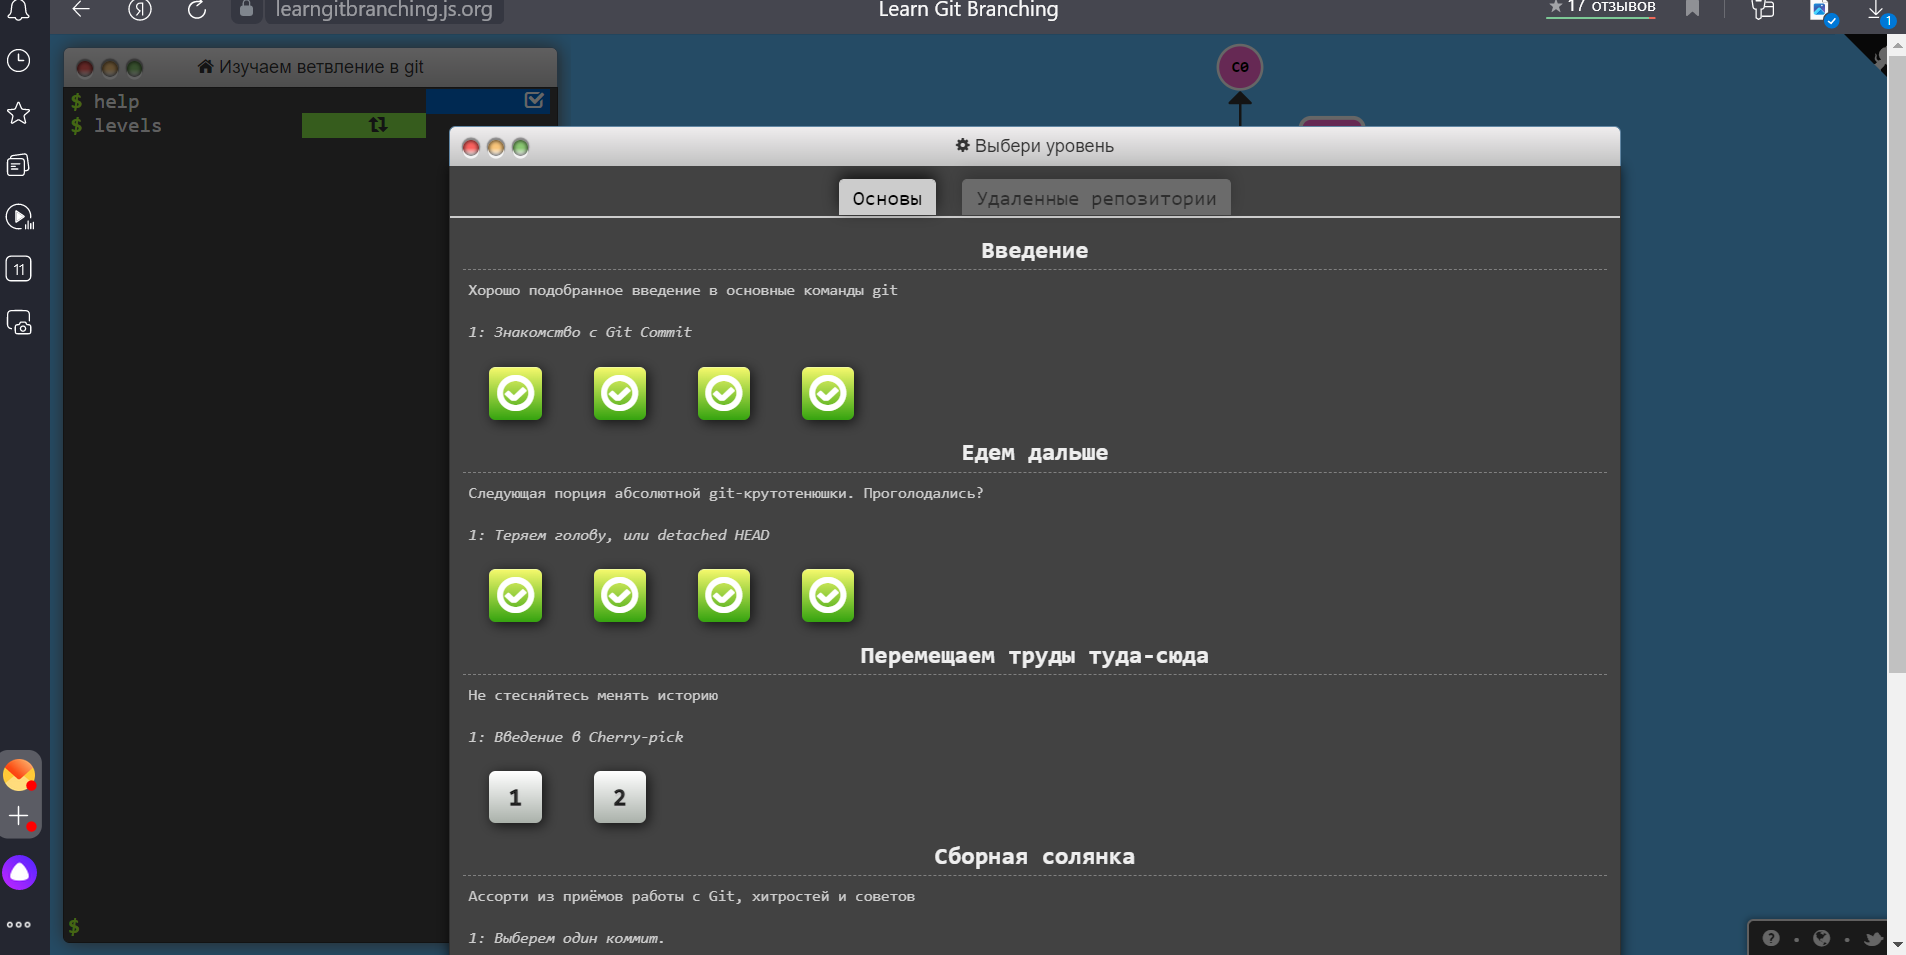 learngitbranching.js.org
Learn Git Branching
17 отзывов
1
Изучаем ветвление в git
C0
$ help
$ levels
Выбери уровень
Основы
Удаленные репозитории
Введение
Хорошо подобранное введение в основные команды git
1: Знакомство с Git Commit
11
Едем дальше
Следующая порция абсолютной git-крутотенюшки. Проголодались?
1: Теряем голову, или detached HEAD
Перемещаем труды туда-сюда
Не стесняйтесь менять историю
1: Введение в Cherry-pick
1 2
Сборная солянка
Ассорти из приёмов работы с Git, хитростей и советов
1: Выберем один коммит.
$